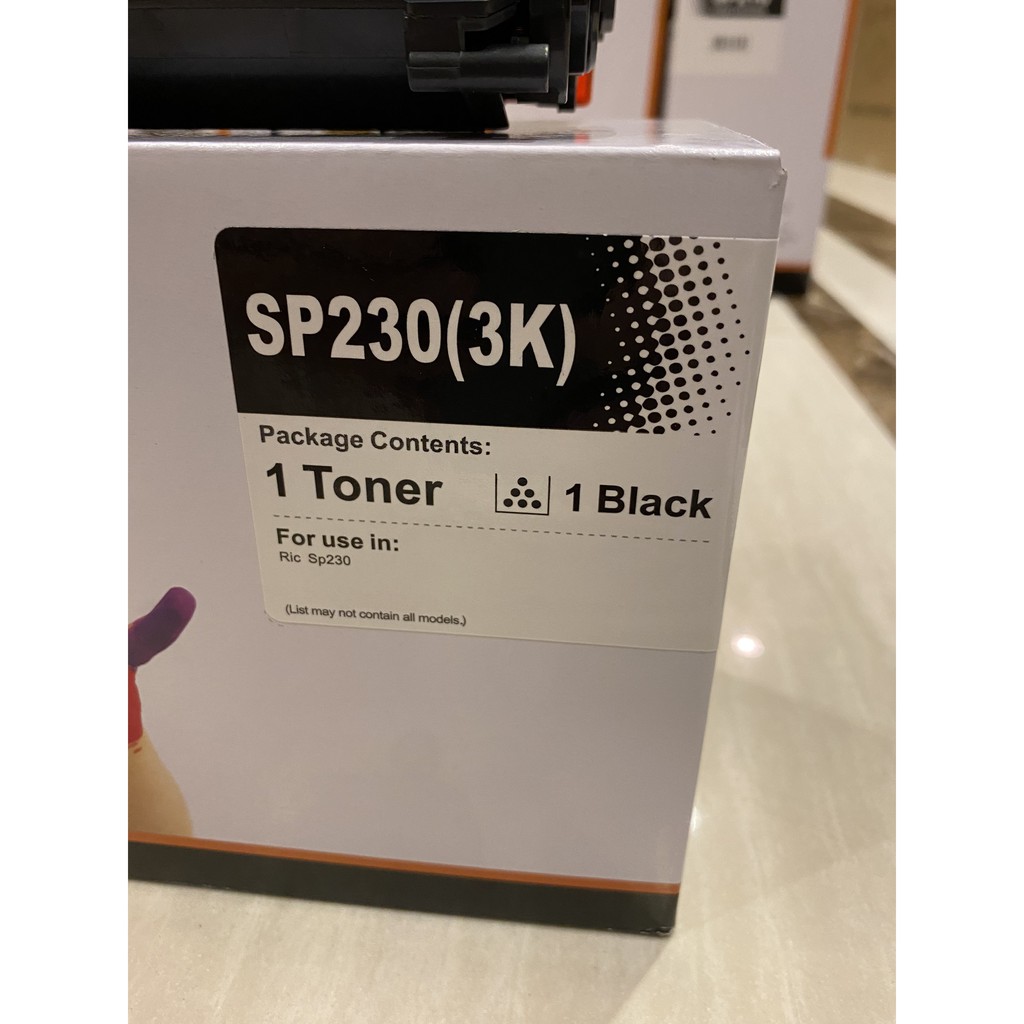 SP230(3K)
Package Contents:
1 Toner 1 Black
For use in:
Ric Sp230
(List may not contain all models.)